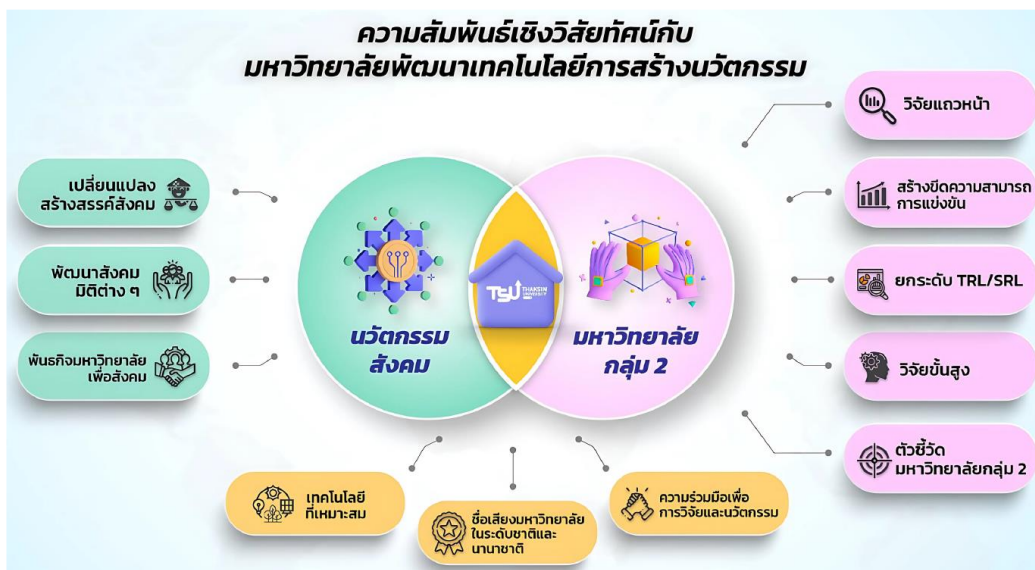 ความสัมพันธ์เชิงวิสัยทัศน์กับ
มหาวิทยาลัยพัฒนาเทคโนโลยีการสร้างนวัตกรรม
เปลี่ยนแปลง
สร้างสรรค์สังคม
พัฒนาสังคม
มิติต่าง ๆ
พันธกิจมหาวิทยาลัย
เพื่อสังคม
นวัตกรรม
สังคม
TSU THAKSIN
UNIVERSITY
มหาวิทยาลัย
กลุ่ม 2
วิจัยแถวหน้า
สร้างขีดความสามารถ
การแข่งขัน
ยกระดับ TRL/SRL
วิจัยขั้นสูง
ตัวชี้วัด
มหาวิทยาลัยกลุ่ม 2
เทคโนโลยี
ที่เหมาะสม
ชื่อเสียงมหาวิทยาลัย
ในระดับชาติและ
นานาชาติ
ความร่วมมือเพื่อ
การวิจัยและนวัตกรรม